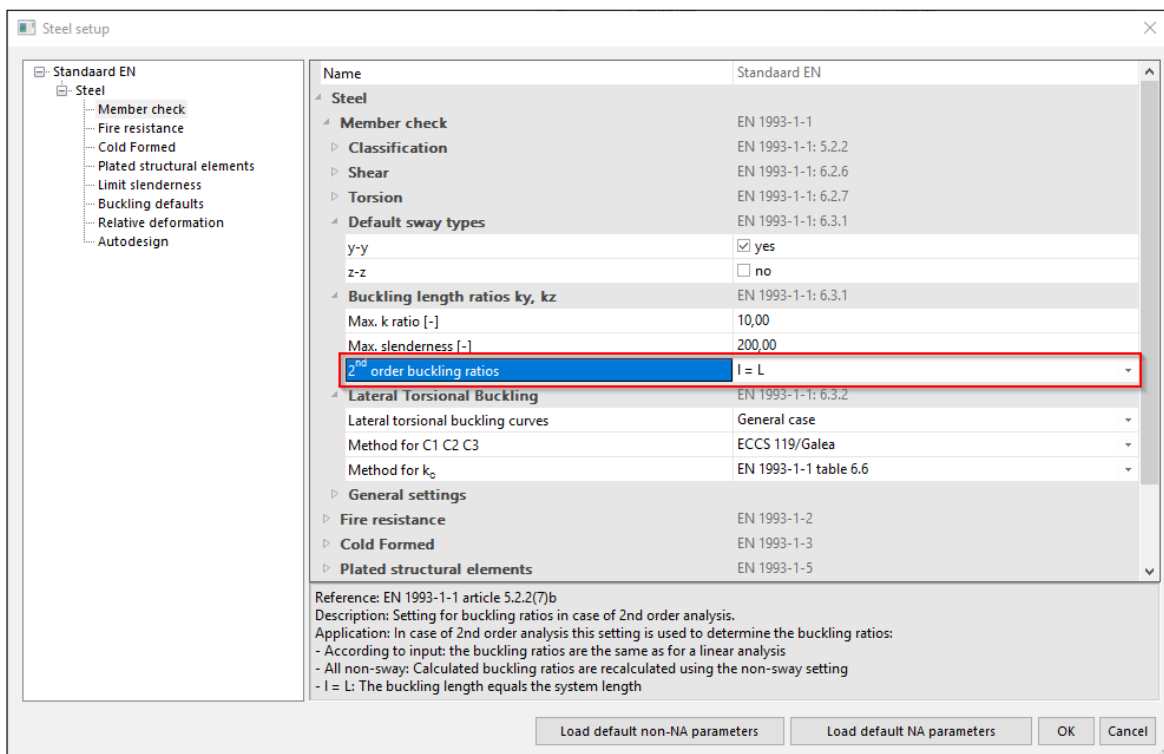 Steel setup
Standaard EN
Steel
Member check
Fire resistance
Cold Formed
Plated structural elements
Limit slenderness
Buckling defaults
Relative deformation
Autodesign
Name Standaard EN
Steel
Member check EN 1993-1-1
Classification EN 1993-1-1: 5.2.2
Shear EN 1993-1-1: 6.2.6
Torsion EN 1993-1-1: 6.2.7
Default sway types EN 1993-1-1: 6.3.1
y-y yes
z-z no
Buckling length ratios ky, kz EN 1993-1-1: 6.3.1
Max. k ratio [-] 10,00
Max. slenderness [-] 200,00
2nd order buckling ratios l = L
Lateral Torsional Buckling EN 1993-1-1: 6.3.2
Lateral torsional buckling curves General case
Method for C1 C2 C3 ECCS 119/Galea
Method for kc EN 1993-1-1 table 6.6
General settings
Fire resistance EN 1993-1-2
Cold Formed EN 1993-1-3
Plated structural elements EN 1993-1-5
Reference: EN 1993-1-1 article 5.2.2(7)b
Description: Setting for buckling ratios in case of 2nd order analysis.
Application: In case of 2nd order analysis this setting is used to determine the buckling ratios:
- According to input: the buckling ratios are the same as for a linear analysis
- All non-sway: Calculated buckling ratios are recalculated using the non-sway setting
- l = L: The buckling length equals the system length
Load default non-NA parameters Load default NA parameters OK Cancel